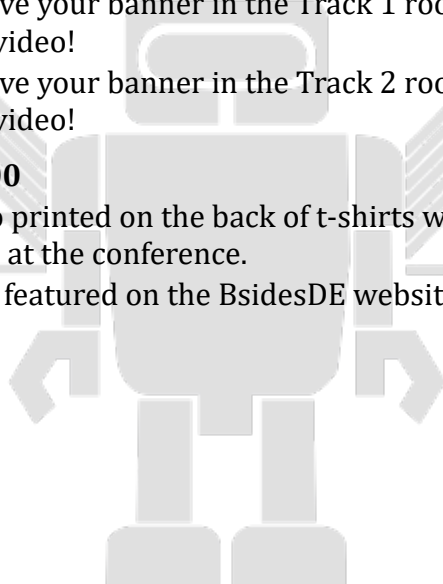 ve your banner in the Track 1 roo
video!
ve your banner in the Track 2 roo
video!
00
o printed on the back of t-shirts w
at the conference.
featured on the BsidesDE websit